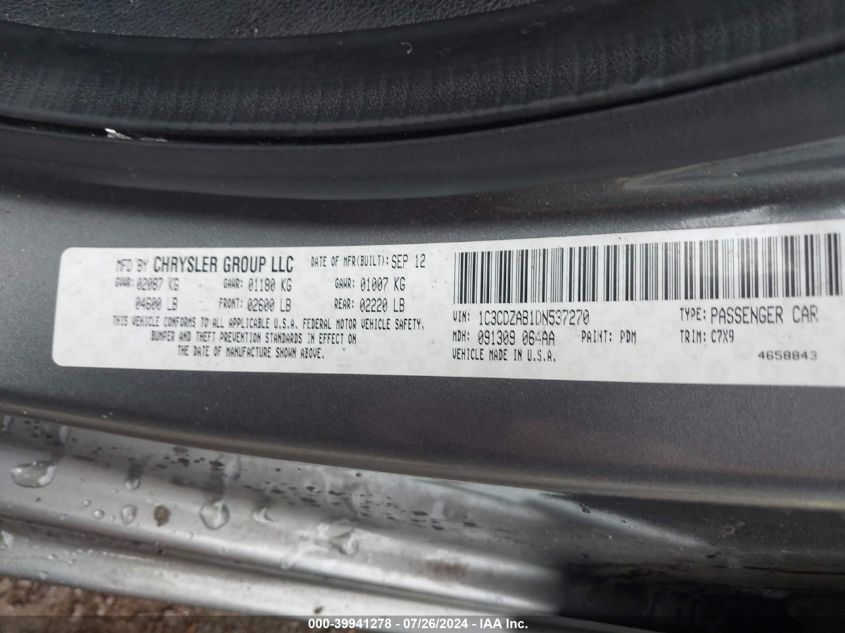 MFD BY CHRYSLER GROUP LLC DATE OF MFR(BUILT): SEP 12
GVWR: 02087 KG GAWR: 01180 KG GAWR: 01007 KG
04600 LB FRONT: 02600 LB REAR: 02220 LB
THIS VEHICLE CONFORMS TO ALL APPLICABLE U.S.A. FEDERAL MOTOR VEHICLE SAFETY,
BUMPER AND THEFT PREVENTION STANDARDS IN EFFECT ON
THE DATE OF MANUFACTURE SHOWN ABOVE.
VIN: 1C3CDZAB1DN537270 TYPE: PASSENGER CAR
MDH: 091309 064AA PAINT: PDM TRIM: C7X9
VEHICLE MADE IN U.S.A. 4658843
000-39941278 - 07/26/2024 - IAAI Inc.